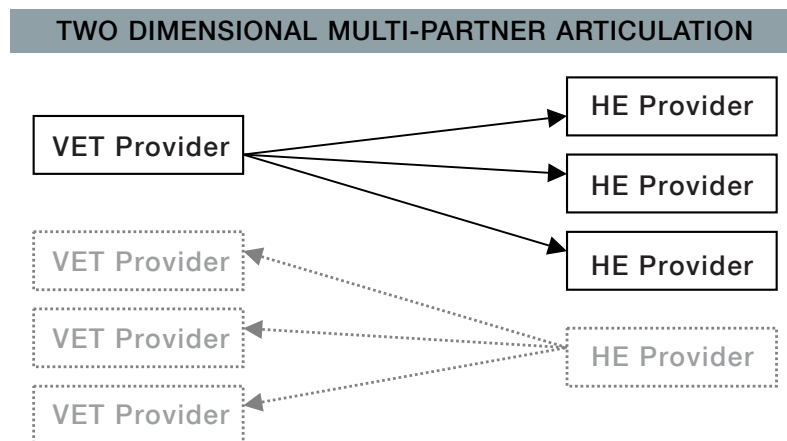 TWO DIMENSIONAL MULTI-PARTNER ARTICULATION
VET Provider
HE Provider
HE Provider
HE Provider
VET Provider
VET Provider
VET Provider
HE Provider